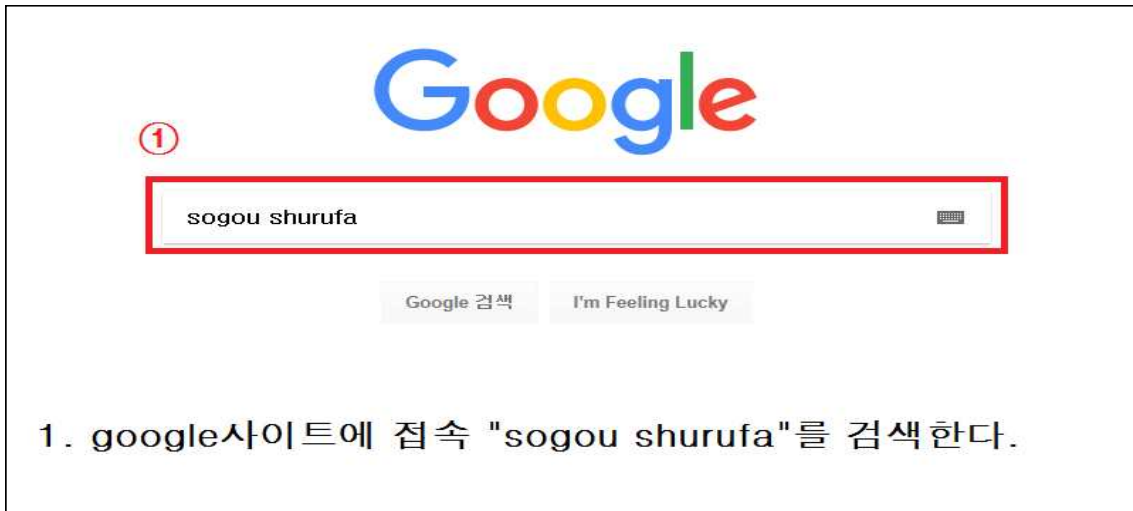 Google
①
sogou shurufa
Google 검색 I'm Feeling Lucky
1. google사이트에 접속 "sogou shurufa"를 검색한다.